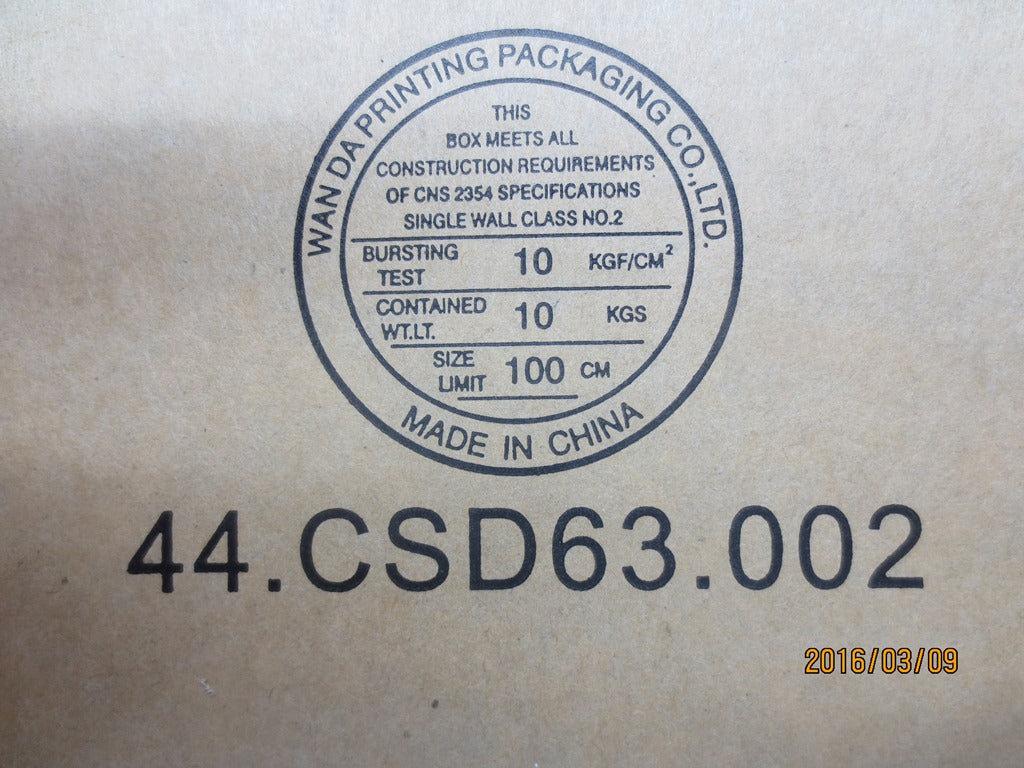 WAN DA PRINTING PACKAGING CO.,LTD.
THIS
BOX MEETS ALL
CONSTRUCTION REQUIREMENTS
OF CNS 2354 SPECIFICATIONS
SINGLE WALL CLASS NO.2
BURSTING TEST 10 KGF/CM²
CONTAINED WT.LT. 10 KGS
SIZE LIMIT 100 CM
MADE IN CHINA
44.CSD63.002
2016/03/09